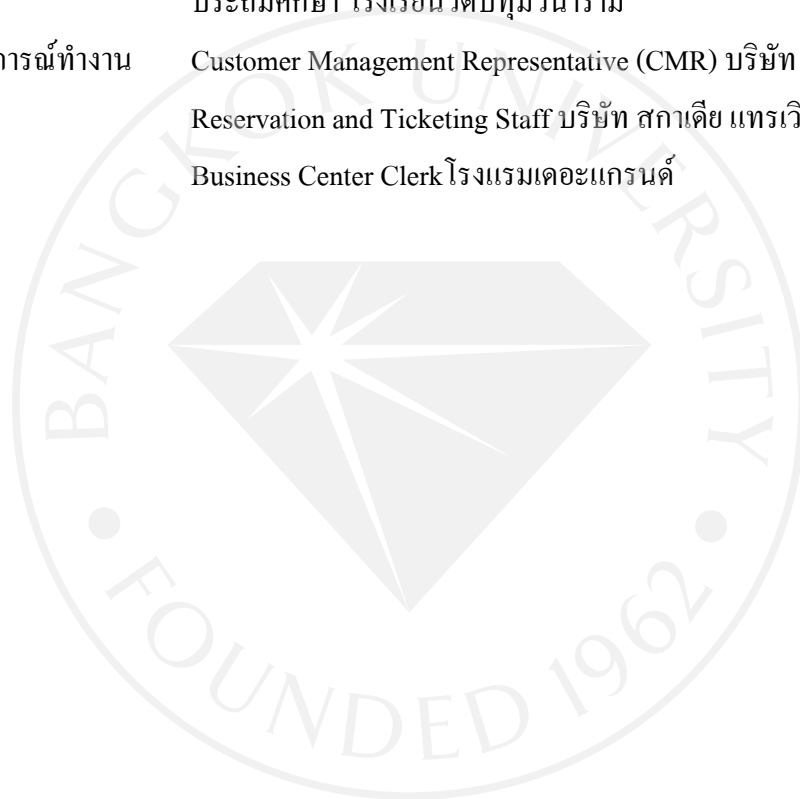 ประถมศึกษา โรงเรียนวัดปทุมวนาราม
การณ์ทำงาน Customer Management Representative (CMR) บริษัท
Reservation and Ticketing Staff บริษัท สกาเดีย แทรเวิ
Business Center Clerk โรงแรมเดอะแกรนด์
BANGKOK UNIVERSITY
FOUNDED 1962